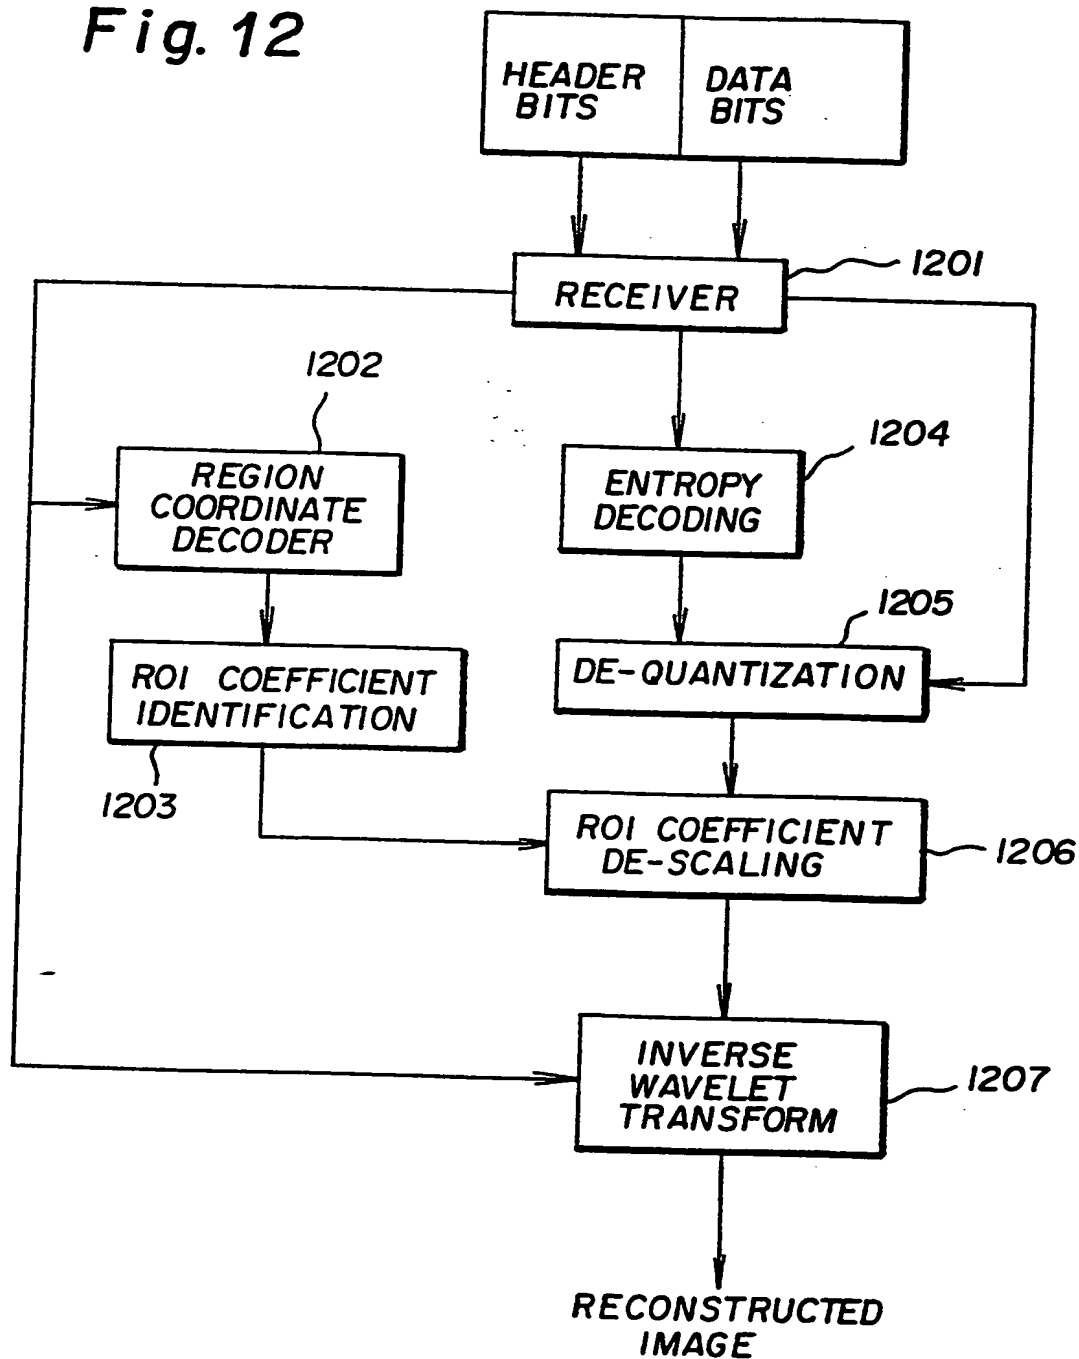 Fig. 12
HEADER
BITS
DATA
BITS
1201
RECEIVER
1202
1204
REGION
COORDINATE
DECODER
ENTROPY
DECODING
1205
DE-QUANTIZATION
ROI COEFFICIENT
IDENTIFICATION
1203
ROI COEFFICIENT
DE-SCALING
1206
INVERSE
WAVELET
TRANSFORM
1207
RECONSTRUCTED
IMAGE